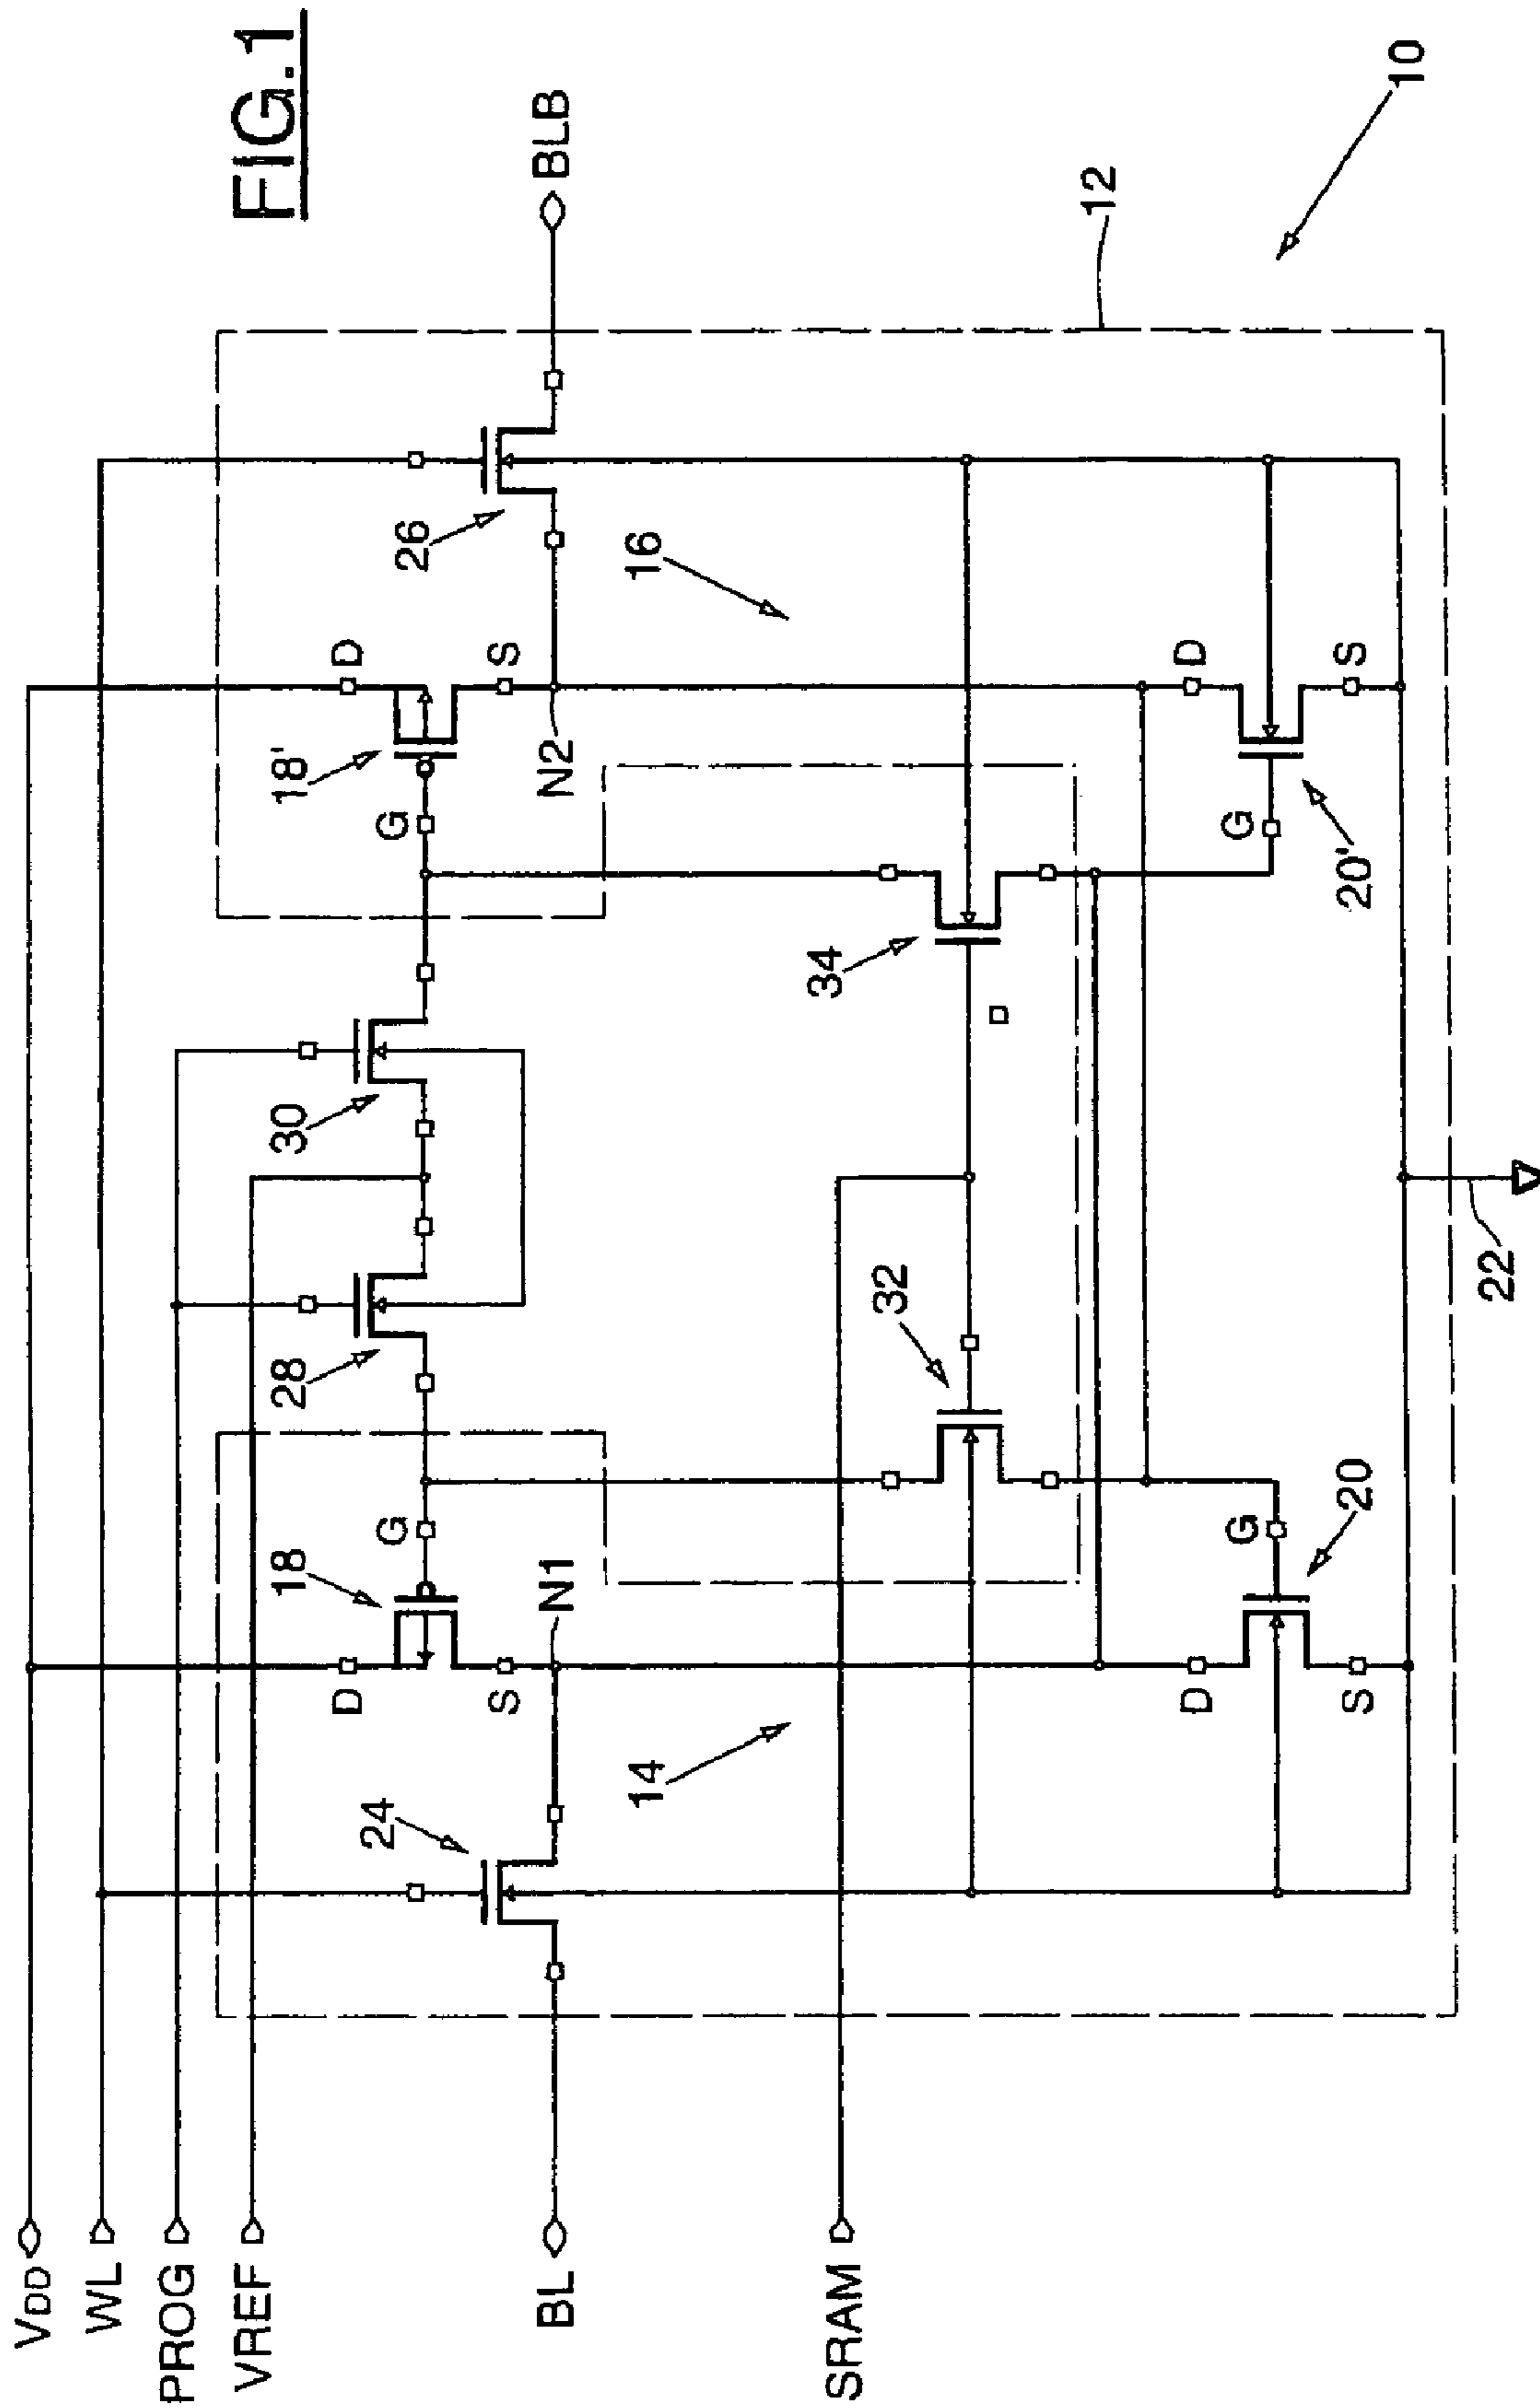 FIG.1
VDD
WL
PROG
VREF
BL
SRAM
BLB
10
12
14
16
18
18'
20
20'
22
24
26
28
30
32
34
N1
N2
D
G
S
D
G
S
D
G
S
D
G
S